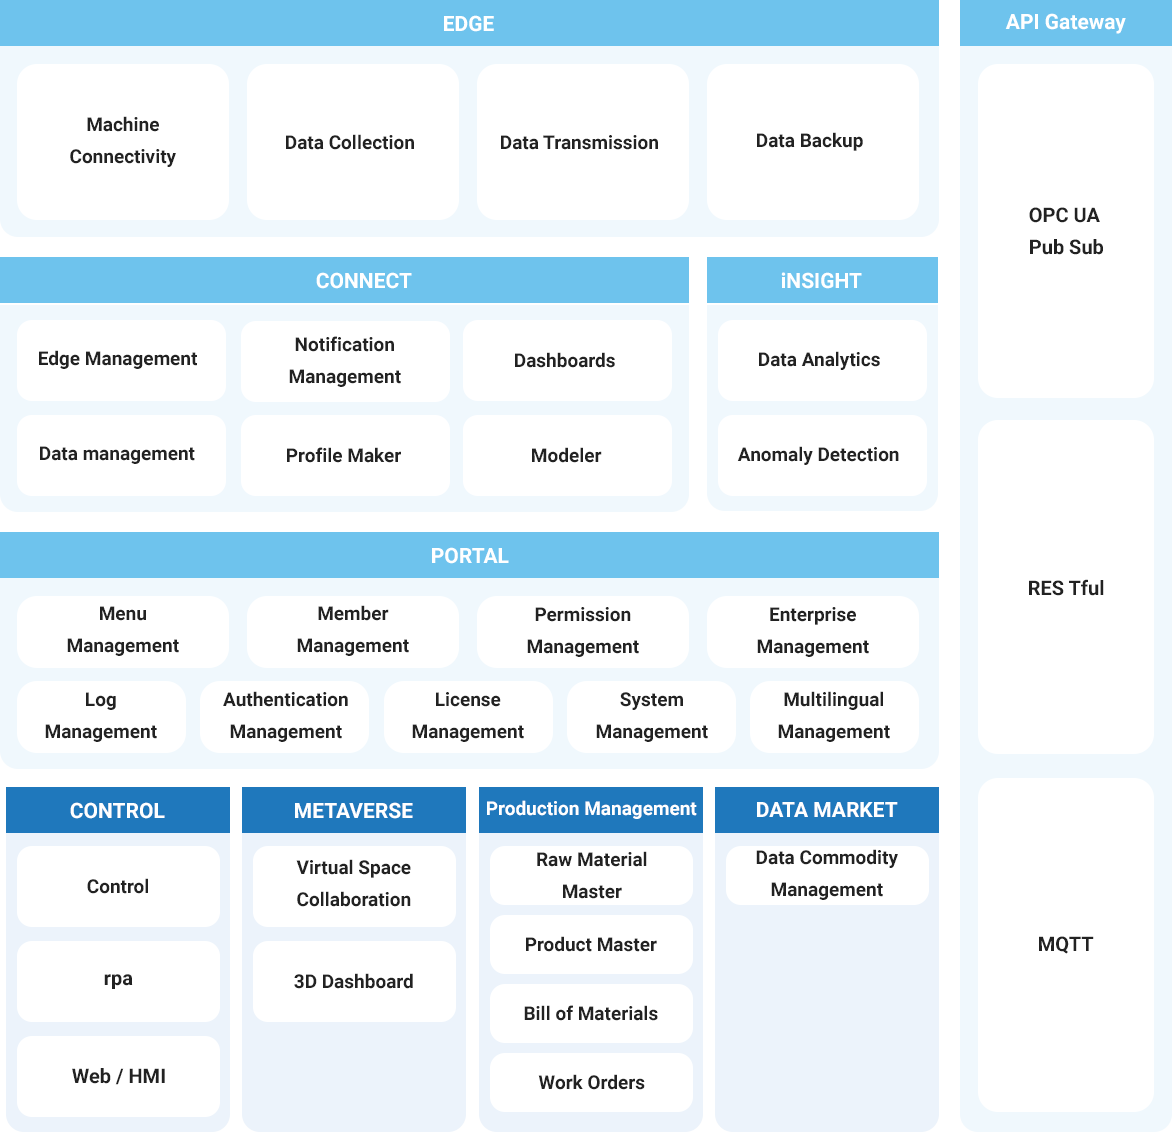 EDGE
Machine
Connectivity
Data Collection
Data Transmission
Data Backup
CONNECT
Edge Management
Notification
Management
Dashboards
Data management
Profile Maker
Modeler
iNSIGHT
Data Analytics
Anomaly Detection
PORTAL
Menu
Management
Member
Management
Permission
Management
Enterprise
Management
Log
Management
Authentication
Management
License
Management
System
Management
Multilingual
Management
CONTROL
Control
rpa
Web / HMI
METAVERSE
Virtual Space
Collaboration
3D Dashboard
Production Management
Raw Material
Master
Product Master
Bill of Materials
Work Orders
DATA MARKET
Data Commodity
Management
API Gateway
OPC UA
Pub Sub
RES Tful
MQTT